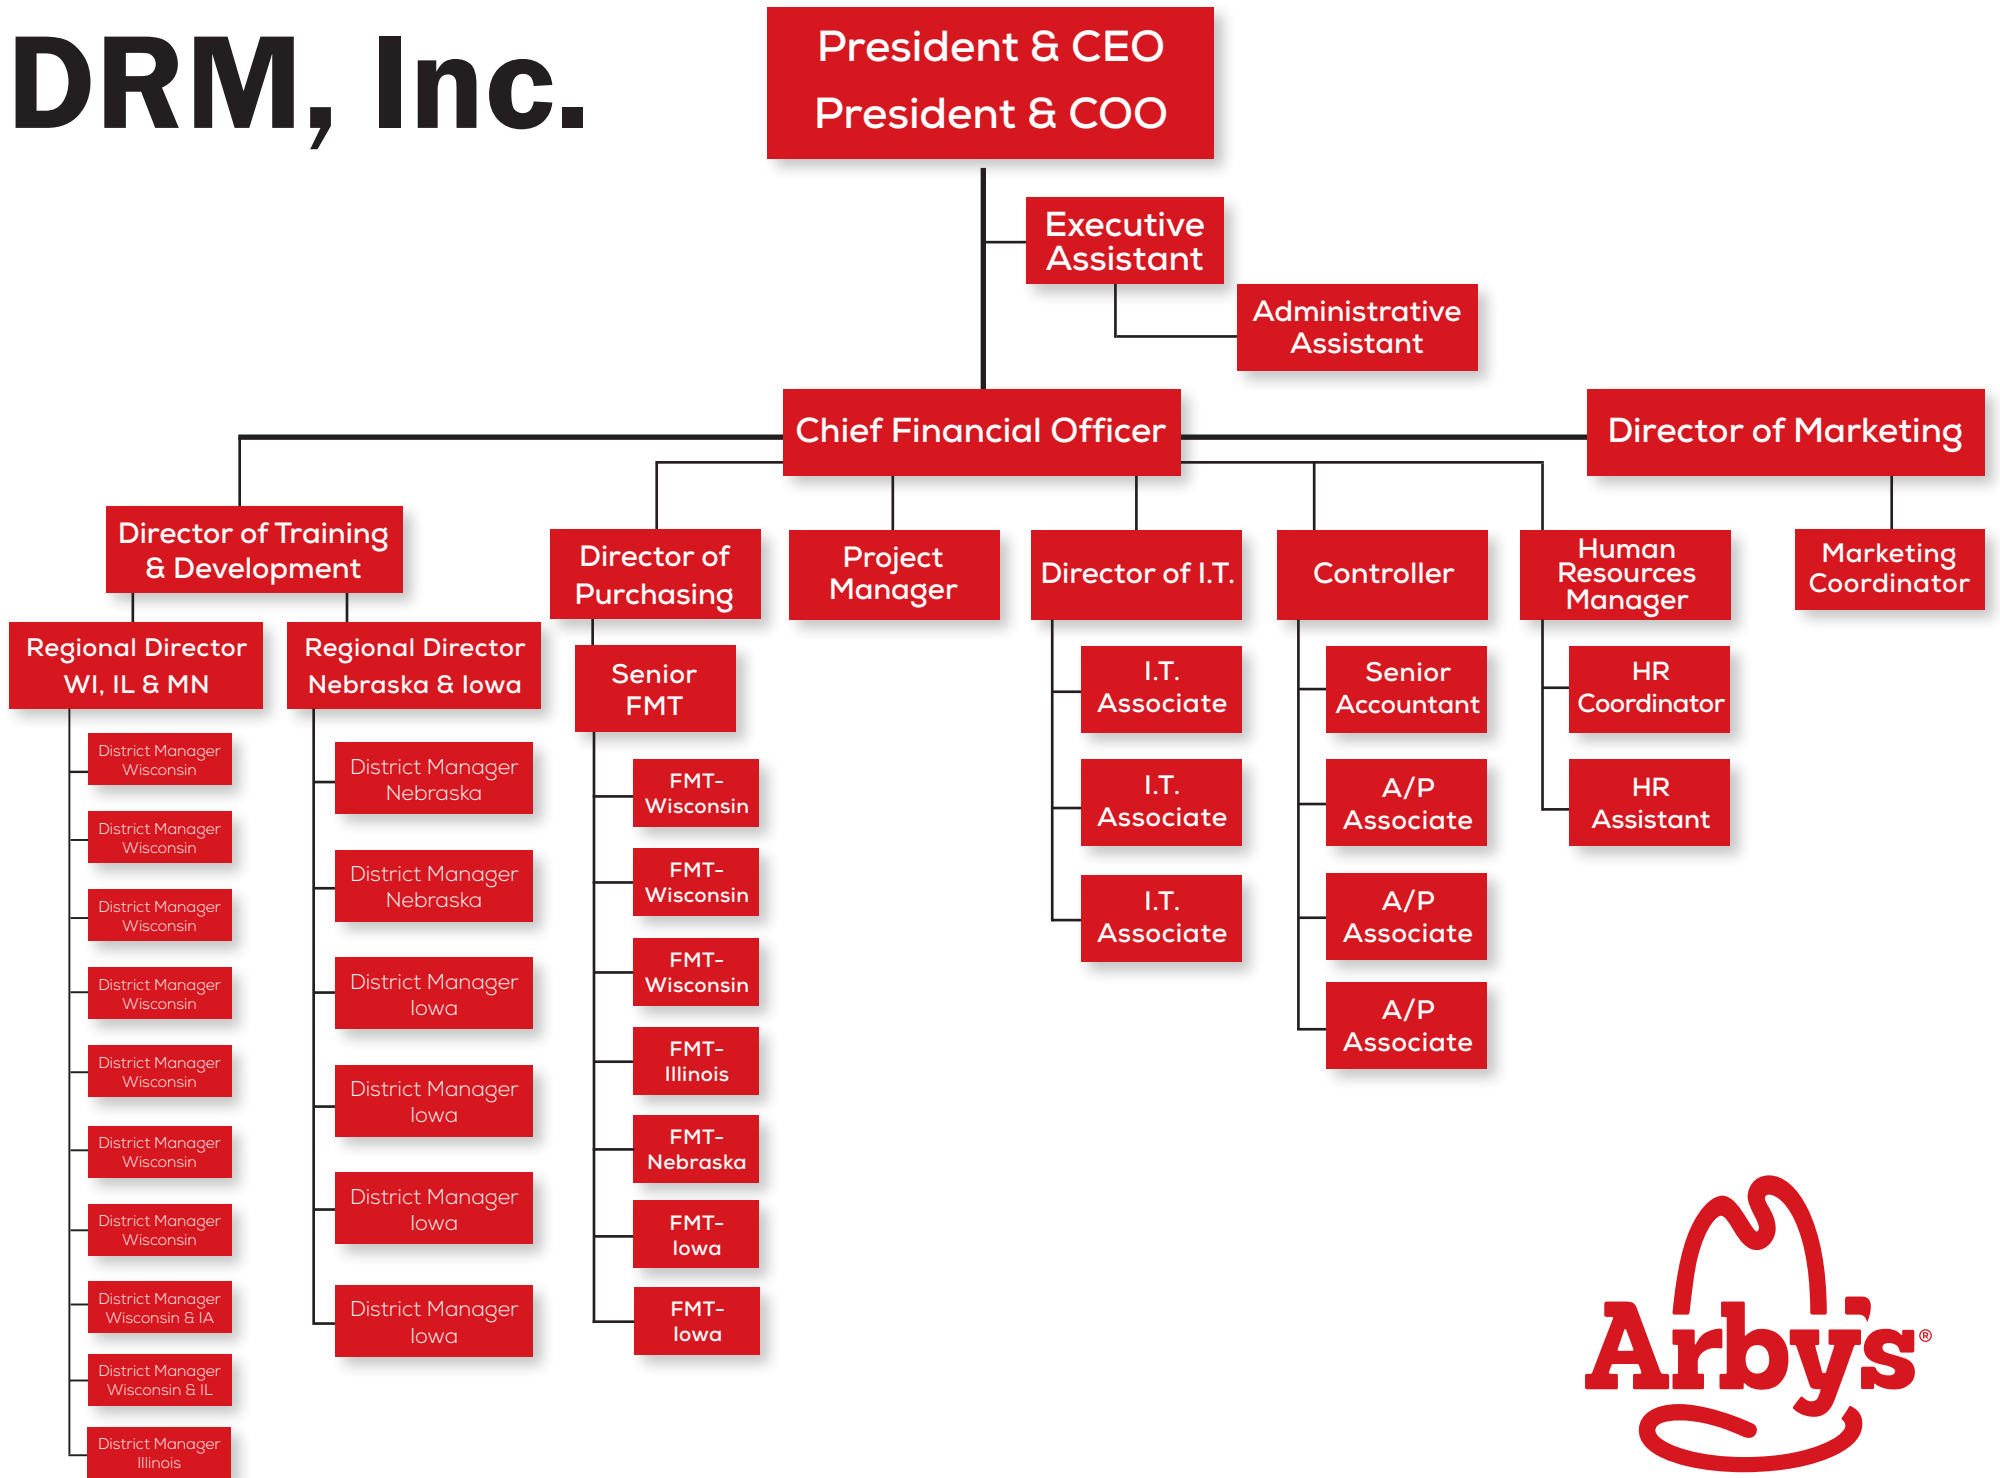 DRM, Inc.
President & CEO
President & COO
Executive
Assistant
Administrative
Assistant
Chief Financial Officer
Director of Marketing
Director of Training
& Development
Director of
Purchasing
Project
Manager
Director of I.T.
Controller
Human
Resources
Manager
Marketing
Coordinator
Regional Director
WI, IL & MN
Regional Director
Nebraska & Iowa
Senior
FMT
I.T.
Associate
Senior
Accountant
HR
Coordinator
District Manager
Wisconsin
District Manager
Wisconsin
District Manager
Wisconsin
District Manager
Wisconsin
District Manager
Wisconsin
District Manager
Wisconsin
District Manager
Wisconsin
District Manager
Wisconsin & IA
District Manager
Wisconsin & IL
District Manager
Illinois
District Manager
Nebraska
District Manager
Nebraska
District Manager
Iowa
District Manager
Iowa
District Manager
Iowa
District Manager
Iowa
FMT-
Wisconsin
FMT-
Wisconsin
FMT-
Wisconsin
FMT-
Illinois
FMT-
Nebraska
FMT-
Iowa
FMT-
Iowa
I.T.
Associate
I.T.
Associate
A/P
Associate
A/P
Associate
A/P
Associate
HR
Assistant
Arby's®